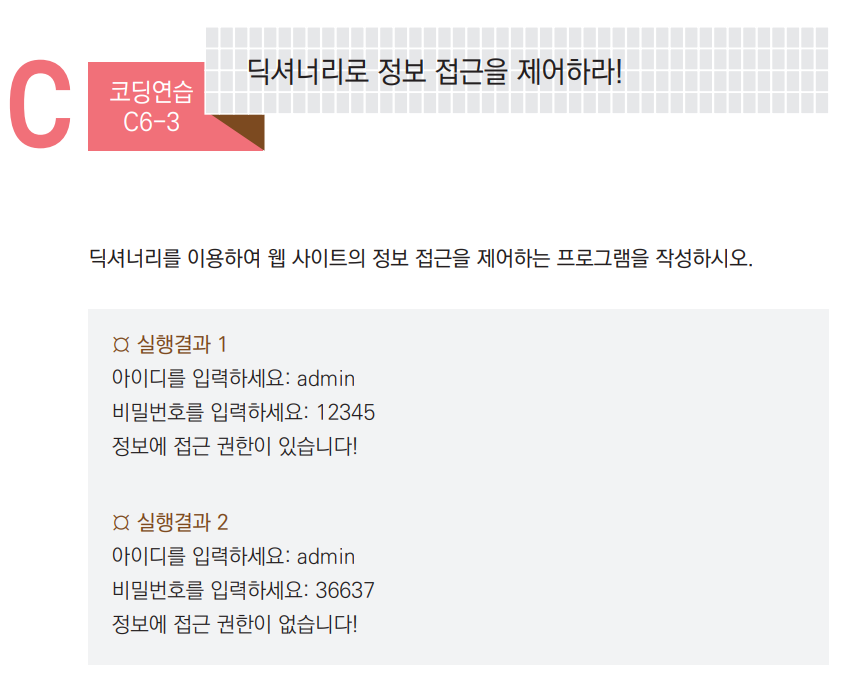 C
코딩연습
C6-3
딕셔너리로 정보 접근을 제어하라!
딕셔너리를 이용하여 웹 사이트의 정보 접근을 제어하는 프로그램을 작성하시오.
¤ 실행결과 1
아이디를 입력하세요: admin
비밀번호를 입력하세요: 12345
정보에 접근 권한이 있습니다!
¤ 실행결과 2
아이디를 입력하세요: admin
비밀번호를 입력하세요: 36637
정보에 접근 권한이 없습니다!